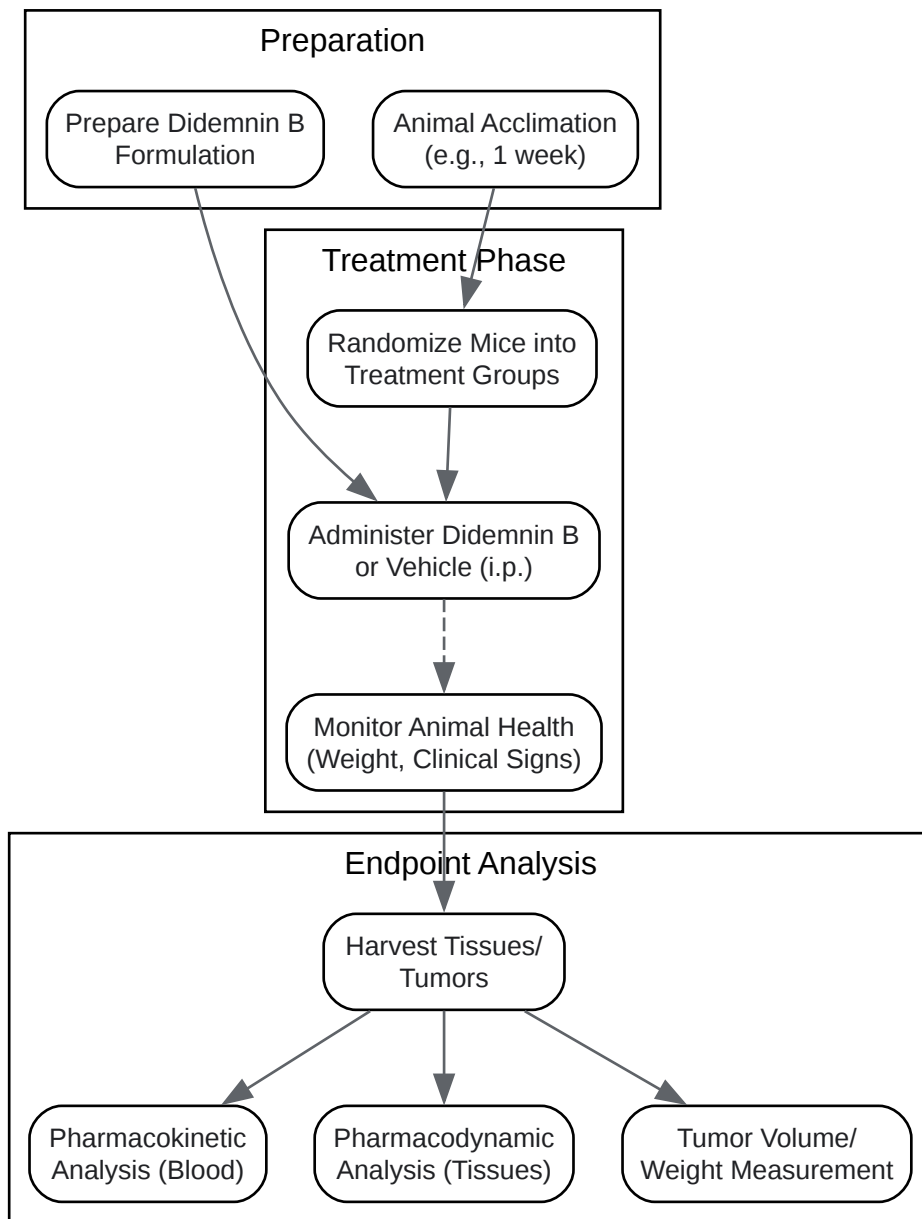 Preparation
Prepare Didemnin B
Formulation
Animal Acclimation
(e.g., 1 week)
Treatment Phase
Randomize Mice into
Treatment Groups
Administer Didemnin B
or Vehicle (i.p.)
Monitor Animal Health
(Weight, Clinical Signs)
Endpoint Analysis
Harvest Tissues/
Tumors
Pharmacokinetic
Analysis (Blood)
Pharmacodynamic
Analysis (Tissues)
Tumor Volume/
Weight Measurement